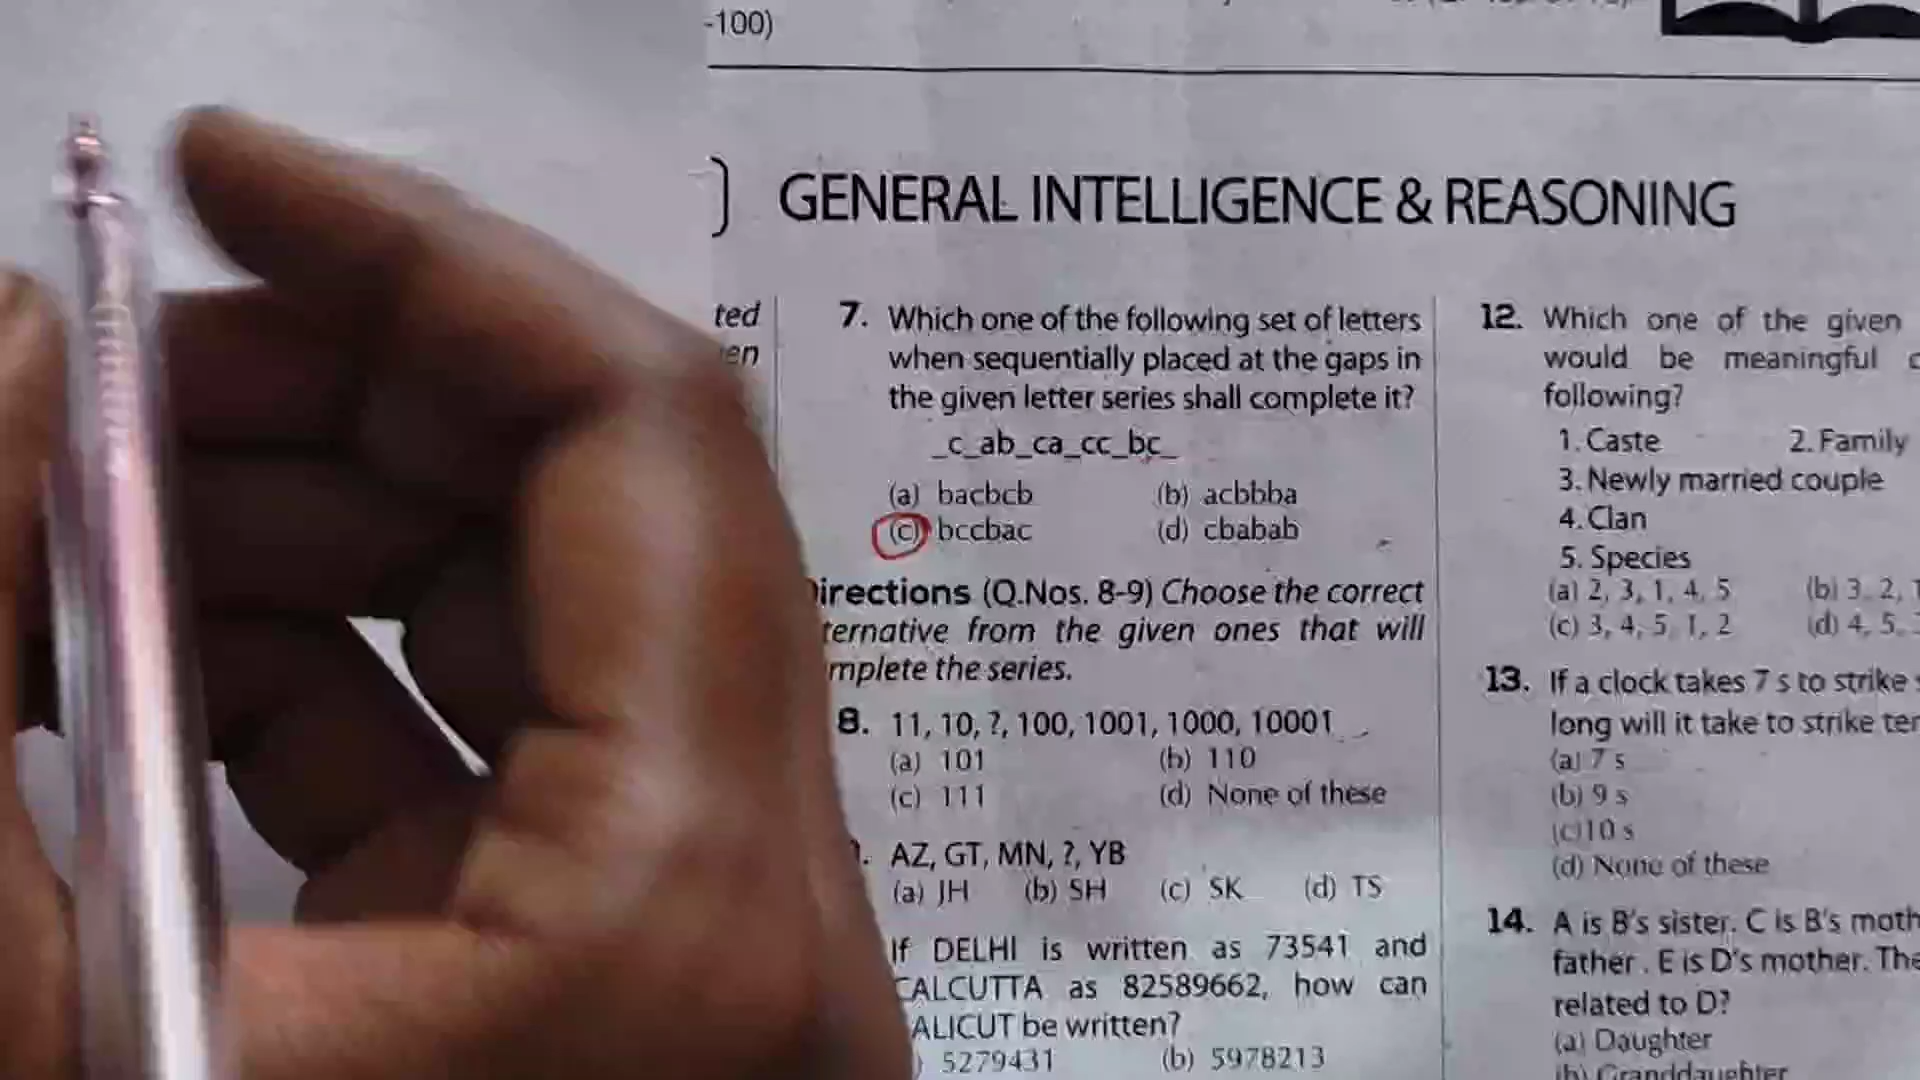 -100)
) GENERAL INTELLIGENCE & REASONING
ted
en
7. Which one of the following set of letters
when sequentially placed at the gaps in
the given letter series shall complete it?
_c_ab_ca_cc_bc_
(a) bacbcb (b) acbbba
(c) bccbac (d) cbabab
irections (Q.Nos. 8-9) Choose the correct
ternative from the given ones that will
mplete the series.
8. 11, 10, ?, 100, 1001, 1000, 10001
(a) 101 (b) 110
(c) 111 (d) None of these
. AZ, GT, MN, ?, YB
(a) JH (b) SH (c) SK (d) TS
If DELHI is written as 73541 and
CALCUTTA as 82589662, how can
ALICUT be written?
) 5279431 (b) 5978213
12. Which one of the given
would be meaningful
following?
1. Caste 2. Family
3. Newly married couple
4. Clan
5. Species
(a) 2, 3, 1, 4, 5 (b) 3, 2, 1
(c) 3, 4, 5, 1, 2 (d) 4, 5,
13. If a clock takes 7 s to strike
long will it take to strike ter
(a) 7 s
(b) 9 s
(c) 10 s
(d) None of these
14. A is B's sister. C is B's moth
father. E is D's mother. The
related to D?
(a) Daughter
(b) Granddaughter